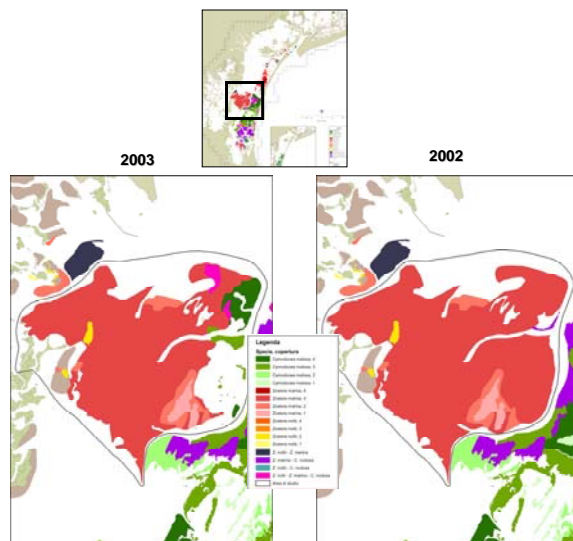 2003
2002
Legenda
Specie, copertura
Cymodocea nodosa, 4
Cymodocea nodosa, 3
Cymodocea nodosa, 2
Cymodocea nodosa, 1
Zostera marina, 4
Zostera marina, 3
Zostera marina, 2
Zostera marina, 1
Zostera noltii, 4
Zostera noltii, 3
Zostera noltii, 2
Zostera noltii, 1
Z. noltii - Z. marina
Z. marina - C. nodosa
Z. noltii - C. nodosa
Z. noltii - Z. marina - C. nodosa
Area di studio